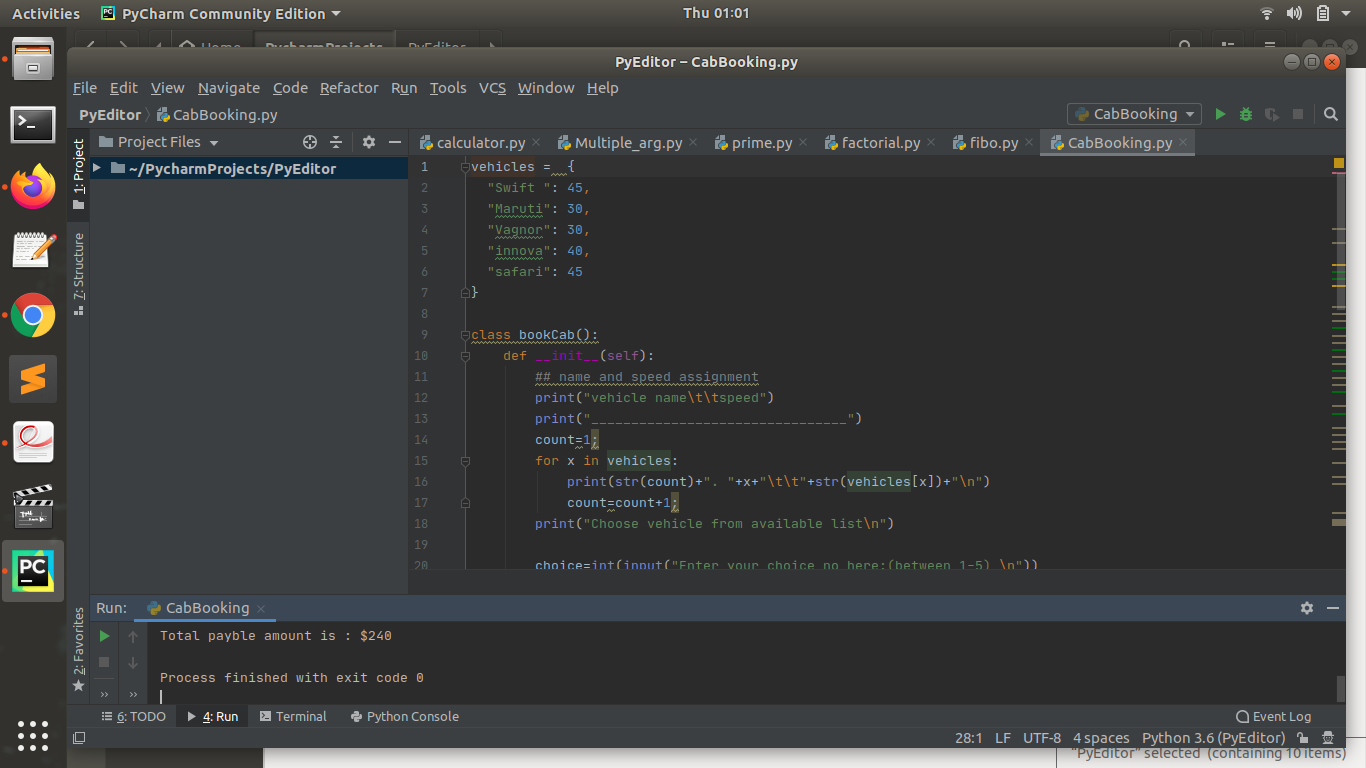 Activities PyCharm Community Edition Thu 01:01
Home PycharmProjects PyEditor
PyEditor – CabBooking.py
File Edit View Navigate Code Refactor Run Tools VCS Window Help
PyEditor CabBooking.py CabBooking
Project Files
calculator.py Multiple_arg.py prime.py factorial.py fibo.py CabBooking.py
~/PycharmProjects/PyEditor
1: Project
7: Structure
2: Favorites
1 vehicles = {
2 "Swift ": 45,
3 "Maruti": 30,
4 "Vagnor": 30,
5 "innova": 40,
6 "safari": 45
7 }
8
9 class bookCab():
10 def __init__(self):
11 ## name and speed assignment
12 print("vehicle name\t\tspeed")
13 print("________________________________")
14 count=1;
15 for x in vehicles:
16 print(str(count)+". "+x+"\t\t"+str(vehicles[x])+"\n")
17 count=count+1;
18 print("Choose vehicle from available list\n")
19
20 choice=int(input("Enter your choice no here:(between 1-5) \n"))
Run: CabBooking
Total payble amount is : $240
Process finished with exit code 0
6: TODO 4: Run Terminal Python Console Event Log
28:1 LF UTF-8 4 spaces Python 3.6 (PyEditor)
"PyEditor" selected (containing 10 items)
PC